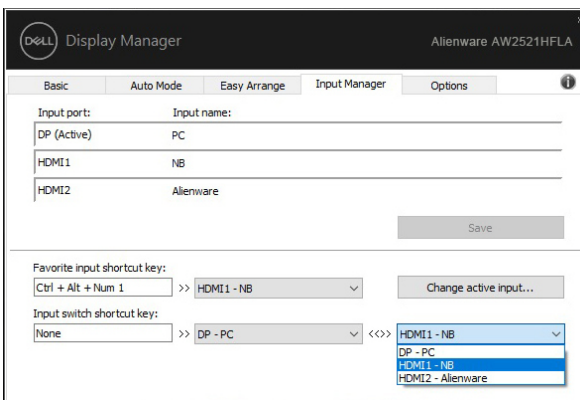 DELL Display Manager Alienware AW2521HFLA
Basic Auto Mode Easy Arrange Input Manager Options i
Input port: Input name:
DP (Active) PC
HDMI1 NB
HDMI2 Alienware
Save
Favorite input shortcut key:
Ctrl + Alt + Num 1 >> HDMI1 - NB Change active input...
Input switch shortcut key:
None >> DP - PC <<>> HDMI1 - NB
DP - PC
HDMI1 - NB
HDMI2 - Alienware